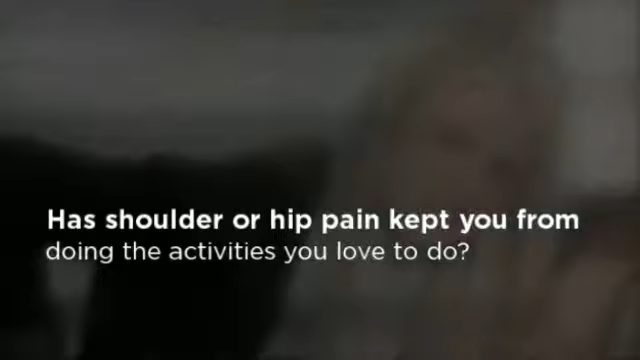 Has shoulder or hip pain kept you from
doing the activities you love to do?